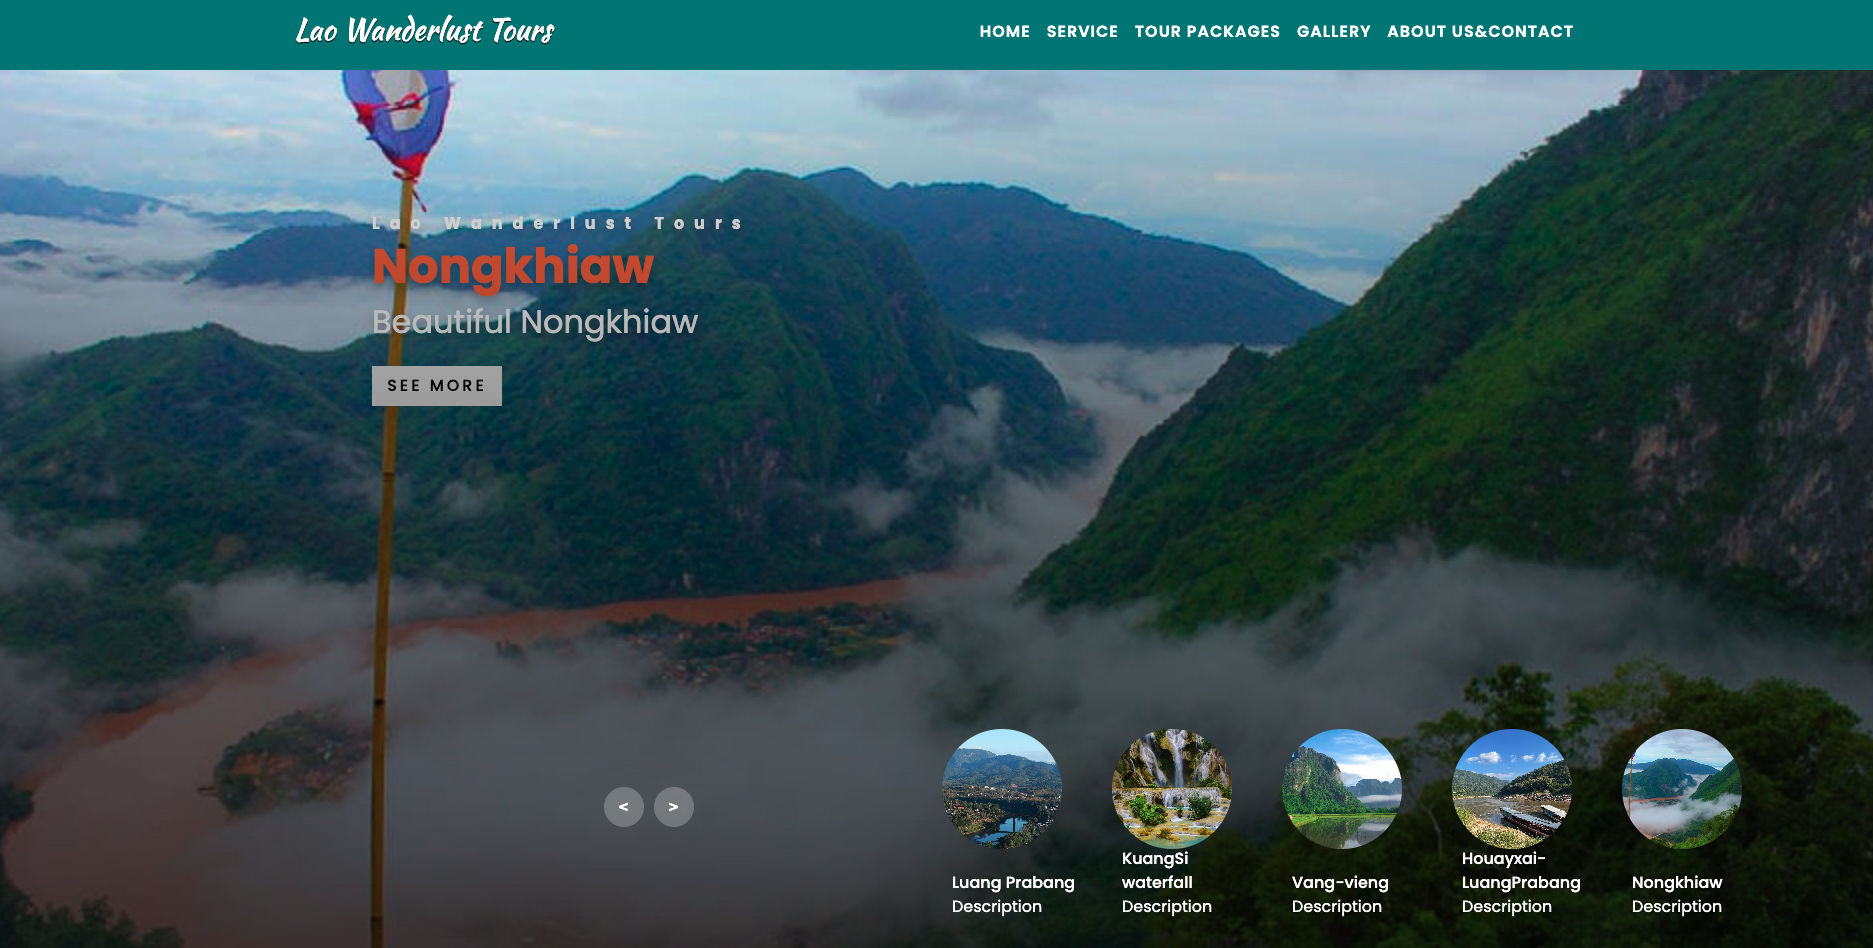 Lao Wanderlust Tours
HOME SERVICE TOUR PACKAGES GALLERY ABOUT US&CONTACT
Lao Wanderlust Tours
Nongkhiaw
Beautiful Nongkhiaw
SEE MORE
< >
Luang Prabang
Description
KuangSi
waterfall
Description
Vang-vieng
Description
Houayxai-
LuangPrabang
Description
Nongkhiaw
Description